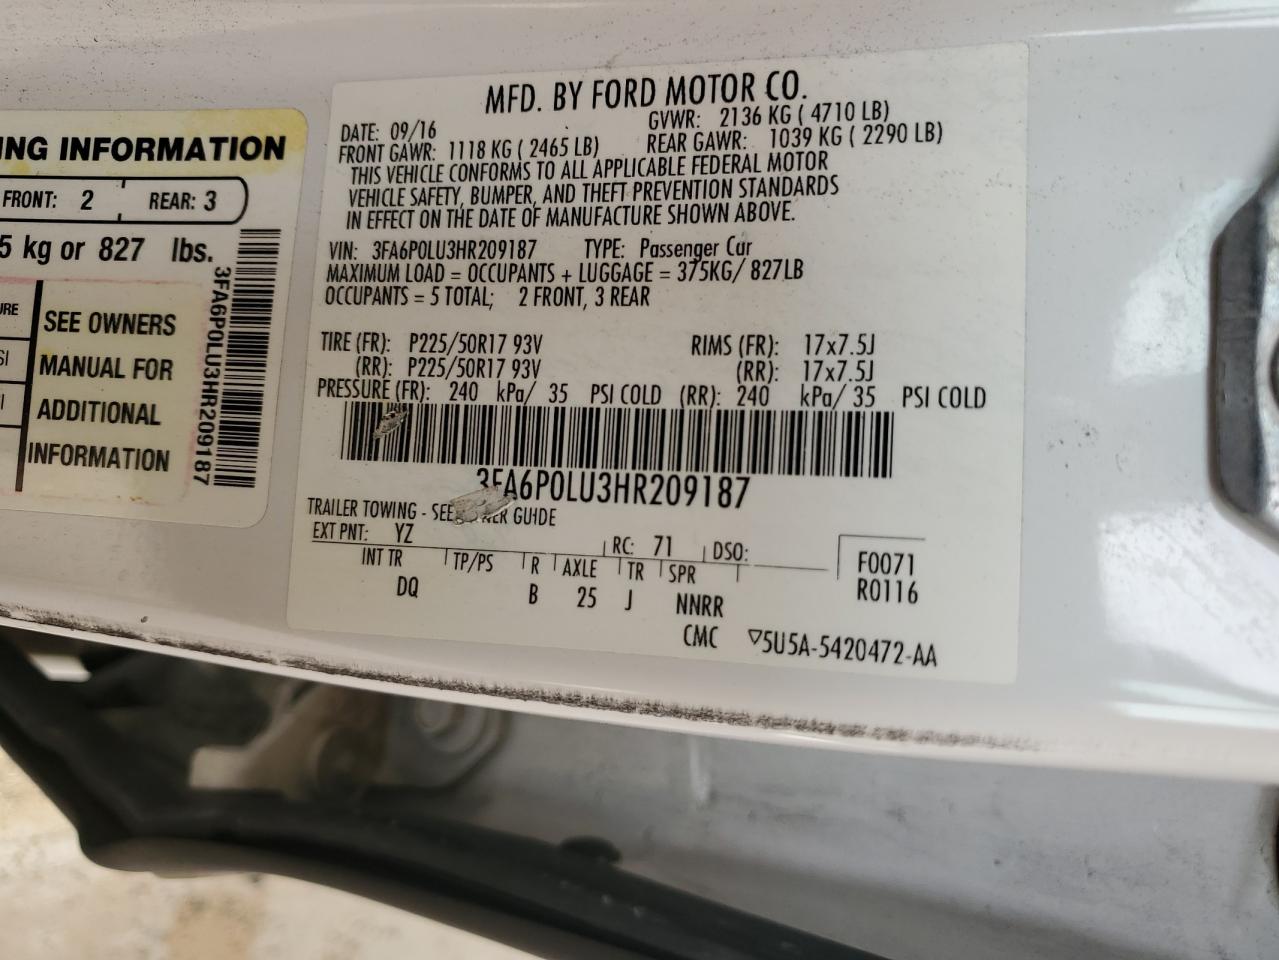 NG INFORMATION
FRONT: 2 REAR: 3
5 kg or 827 lbs.
SEE OWNERS
MANUAL FOR
ADDITIONAL
INFORMATION
3FA6P0LU3HR209187
MFD. BY FORD MOTOR CO.
DATE: 09/16 GVWR: 2136 KG ( 4710 LB)
FRONT GAWR: 1118 KG ( 2465 LB) REAR GAWR: 1039 KG ( 2290 LB)
THIS VEHICLE CONFORMS TO ALL APPLICABLE FEDERAL MOTOR
VEHICLE SAFETY, BUMPER, AND THEFT PREVENTION STANDARDS
IN EFFECT ON THE DATE OF MANUFACTURE SHOWN ABOVE.
VIN: 3FA6P0LU3HR209187 TYPE: Passenger Car
MAXIMUM LOAD = OCCUPANTS + LUGGAGE = 375KG/ 827LB
OCCUPANTS = 5 TOTAL; 2 FRONT, 3 REAR
TIRE (FR): P225/50R17 93V RIMS (FR): 17x7.5J
(RR): P225/50R17 93V (RR): 17x7.5J
PRESSURE (FR): 240 kPa/ 35 PSI COLD (RR): 240 kPa/ 35 PSI COLD
3FA6P0LU3HR209187
TRAILER TOWING - SEE GUIDE
EXT PNT: YZ RC: 71 DSO: F0071
INT TR TP/PS R AXLE TR SPR R0116
DQ B 25 J NNRR
CMC ▽5U5A-5420472-AA